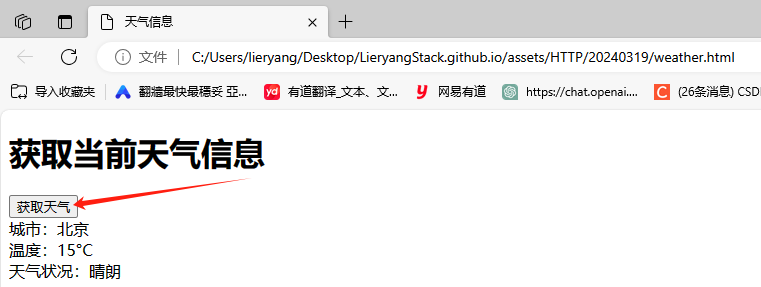 天气信息
文件 C:/Users/lieryang/Desktop/LieryangStack.github.io/assets/HTTP/20240319/weather.html
导入收藏夹 翻牆最快最穩妥 亞... 有道翻译_文本、文... 网易有道 https://chat.openai.... (26条消息) CSD
获取当前天气信息
获取天气
城市：北京
温度：15°C
天气状况：晴朗